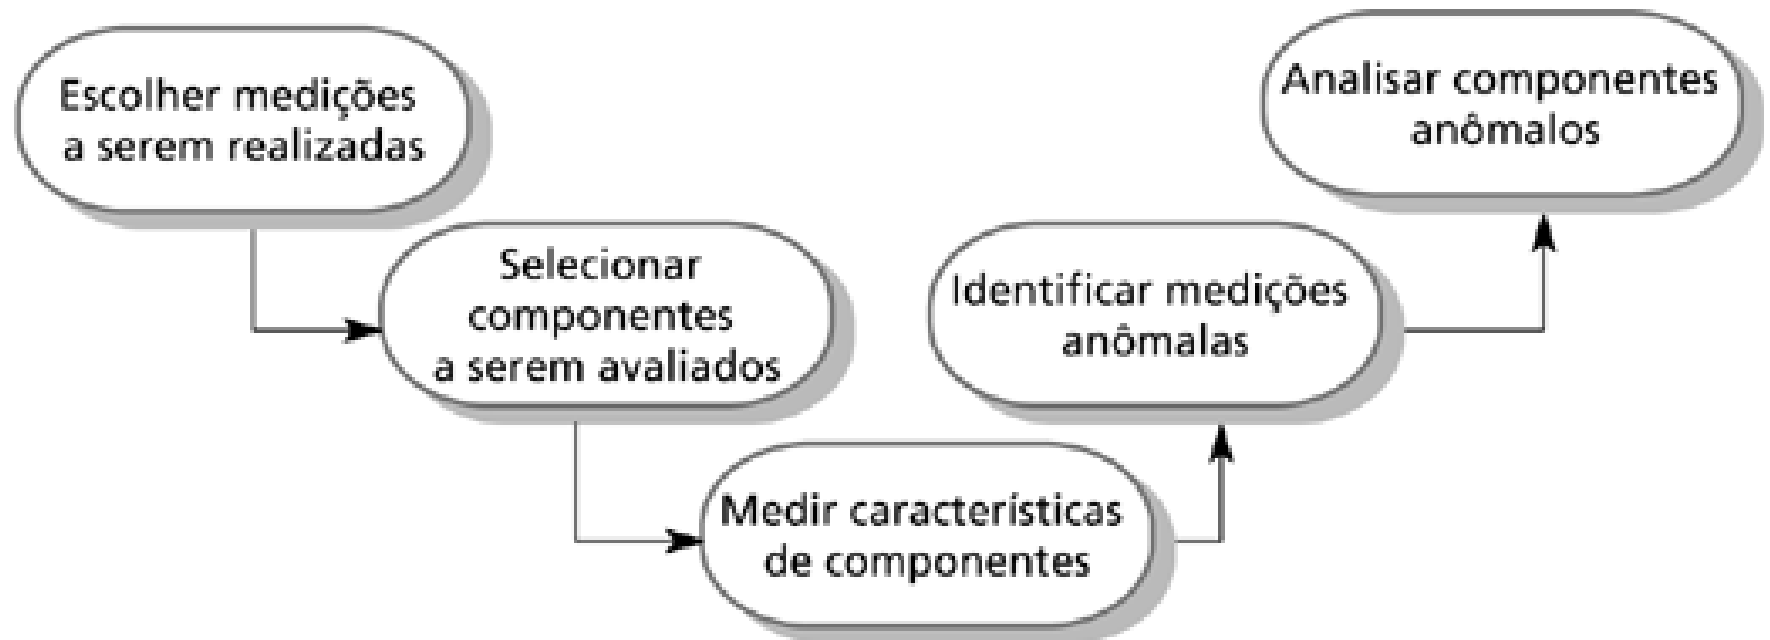 Escolher medições
a serem realizadas
Selecionar
componentes
a serem avaliados
Medir características
de componentes
Identificar medições
anômalas
Analisar componentes
anômalos